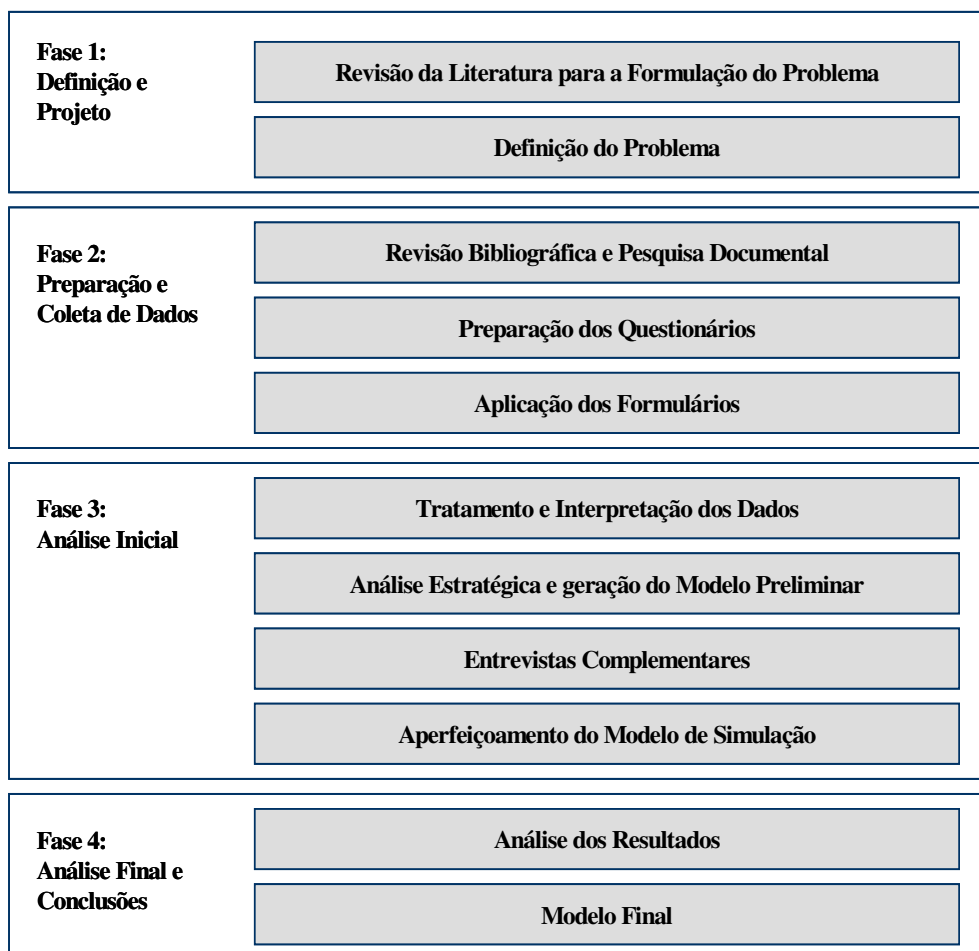 Fase 1:
Definição e
Projeto
Revisão da Literatura para a Formulação do Problema
Definição do Problema
Fase 2:
Preparação e
Coleta de Dados
Revisão Bibliográfica e Pesquisa Documental
Preparação dos Questionários
Aplicação dos Formulários
Fase 3:
Análise Inicial
Tratamento e Interpretação dos Dados
Análise Estratégica e geração do Modelo Preliminar
Entrevistas Complementares
Aperfeiçoamento do Modelo de Simulação
Fase 4:
Análise Final e
Conclusões
Análise dos Resultados
Modelo Final